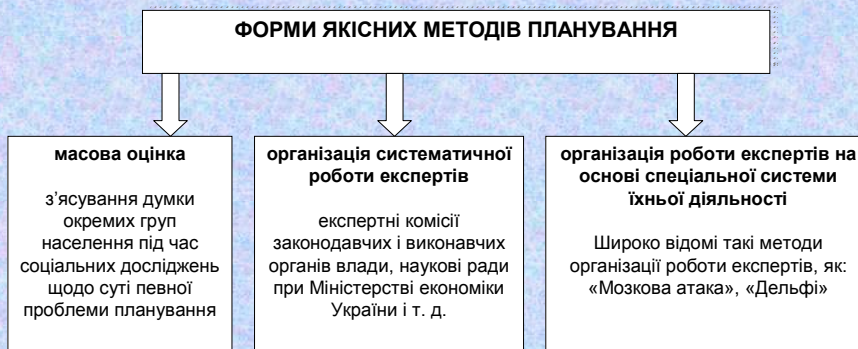 ФОРМИ ЯКІСНИХ МЕТОДІВ ПЛАНУВАННЯ
масова оцінка
з’ясування думки
окремих груп
населення під час
соціальних досліджень
щодо суті певної
проблеми планування
організація систематичної
роботи експертів
експертні комісії
законодавчих і виконавчих
органів влади, наукові ради
при Міністерстві економіки
України і т. д.
організація роботи експертів на
основі спеціальної системи
їхньої діяльності
Широко відомі такі методи
організації роботи експертів, як:
«Мозкова атака», «Дельфі»